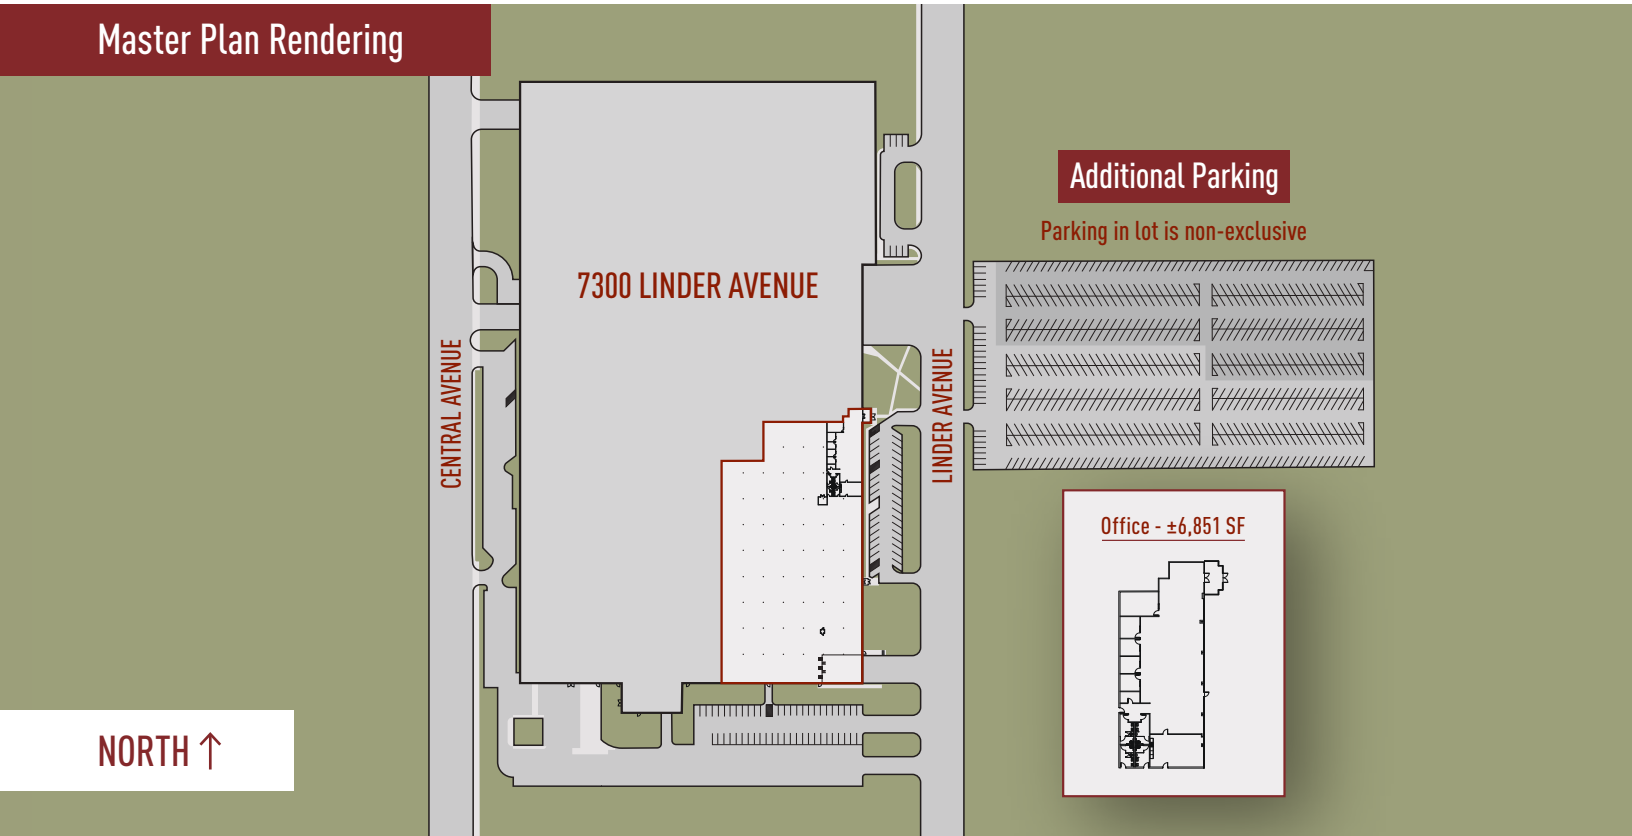 Master Plan Rendering
Additional Parking
Parking in lot is non-exclusive
7300 LINDER AVENUE
CENTRAL AVENUE
LINDER AVENUE
Office - ±6,851 SF
NORTH ↑